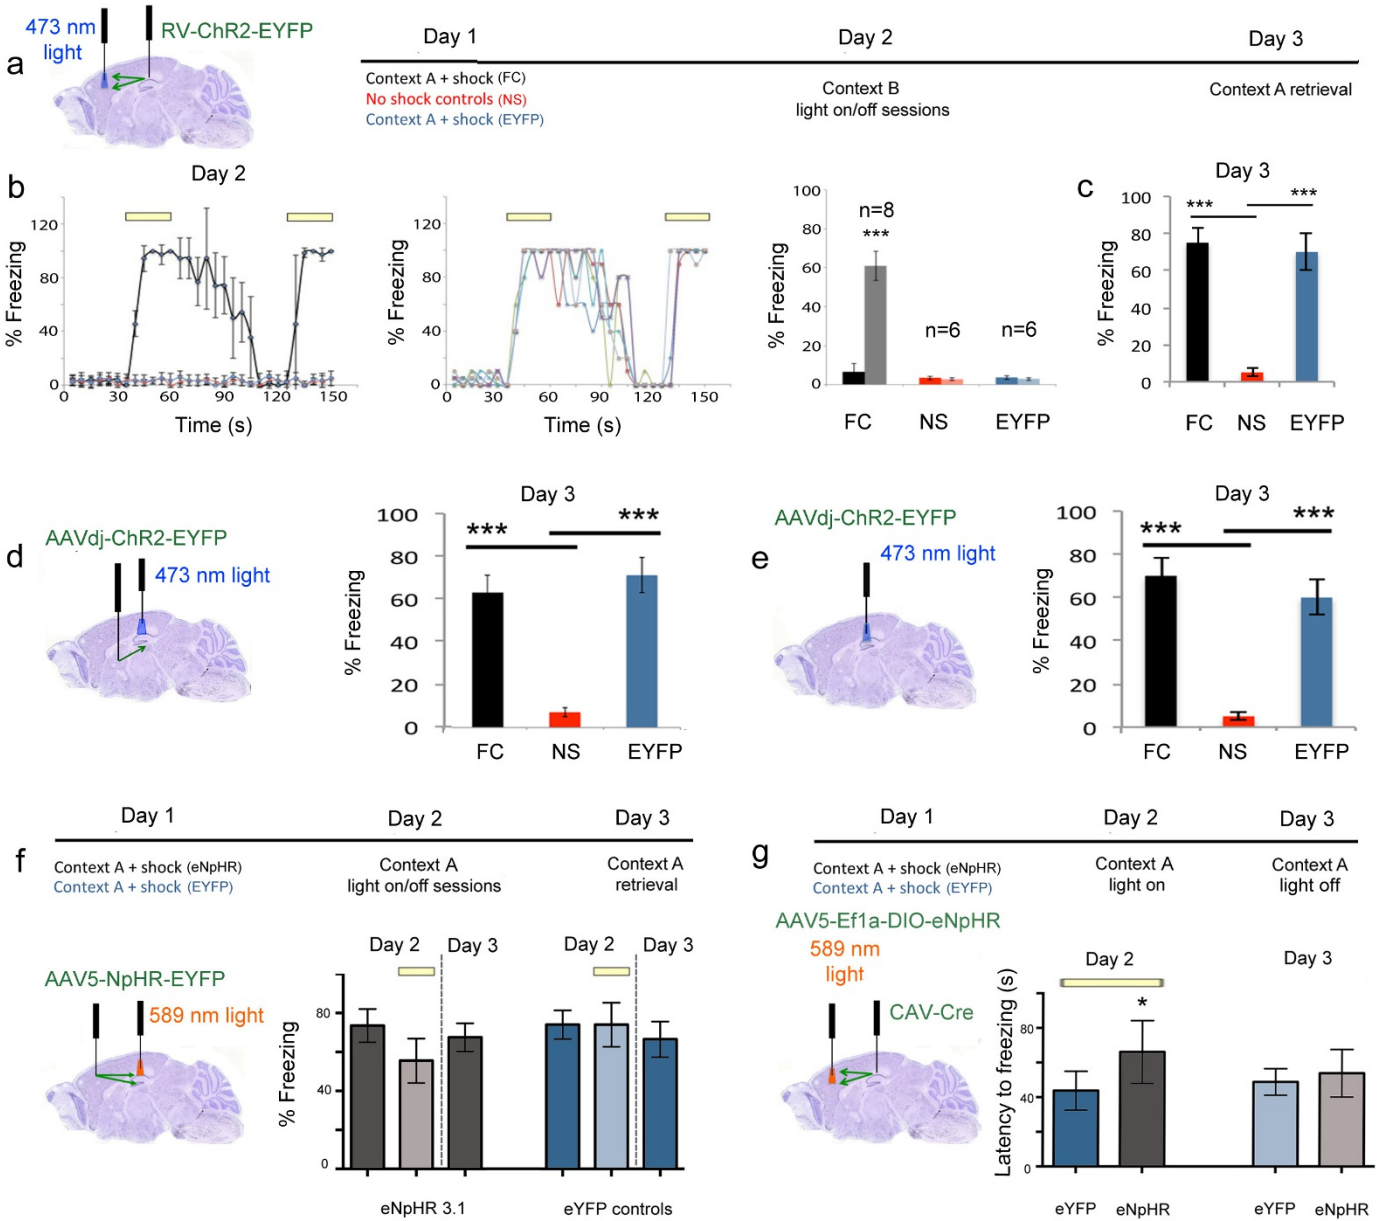 a
473 nm
light
RV-ChR2-EYFP
Day 1
Day 2
Day 3
Context A + shock (FC)
No shock controls (NS)
Context A + shock (EYFP)
Context B
light on/off sessions
Context A retrieval
b
Day 2
% Freezing
120
80
40
0
0
30
60
90
120
150
Time (s)
% Freezing
120
80
40
0
0
30
60
90
120
150
Time (s)
% Freezing
100
80
60
40
20
0
n=8
***
n=6
n=6
FC
NS
EYFP
c
Day 3
% Freezing
100
80
60
40
20
0
***
***
FC
NS
EYFP
d
AAVdj-ChR2-EYFP
473 nm light
Day 3
% Freezing
100
80
60
40
20
0
***
***
FC
NS
EYFP
e
AAVdj-ChR2-EYFP
473 nm light
Day 3
% Freezing
100
80
60
40
20
0
***
***
FC
NS
EYFP
f
Day 1
Day 2
Day 3
Context A + shock (eNpHR)
Context A + shock (EYFP)
Context A
light on/off sessions
Context A
retrieval
AAV5-NpHR-EYFP
589 nm light
% Freezing
80
40
0
Day 2
Day 3
Day 2
Day 3
eNpHR 3.1
eYFP controls
g
Day 1
Day 2
Day 3
Context A + shock (eNpHR)
Context A + shock (EYFP)
Context A
light on
Context A
light off
AAV5-Ef1a-DIO-eNpHR
589 nm
light
CAV-Cre
Latency to freezing (s)
80
40
0
Day 2
Day 3
*
eYFP
eNpHR
eYFP
eNpHR